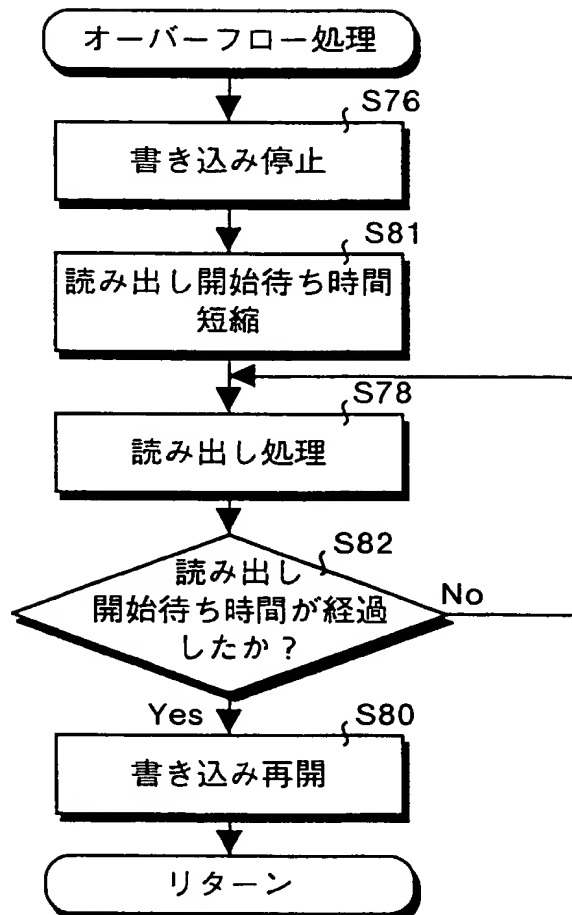 オーバーフロー処理
S76
書き込み停止
S81
読み出し開始待ち時間
短縮
S78
読み出し処理
S82
読み出し
開始待ち時間が経過
したか？
No
Yes
S80
書き込み再開
リターン